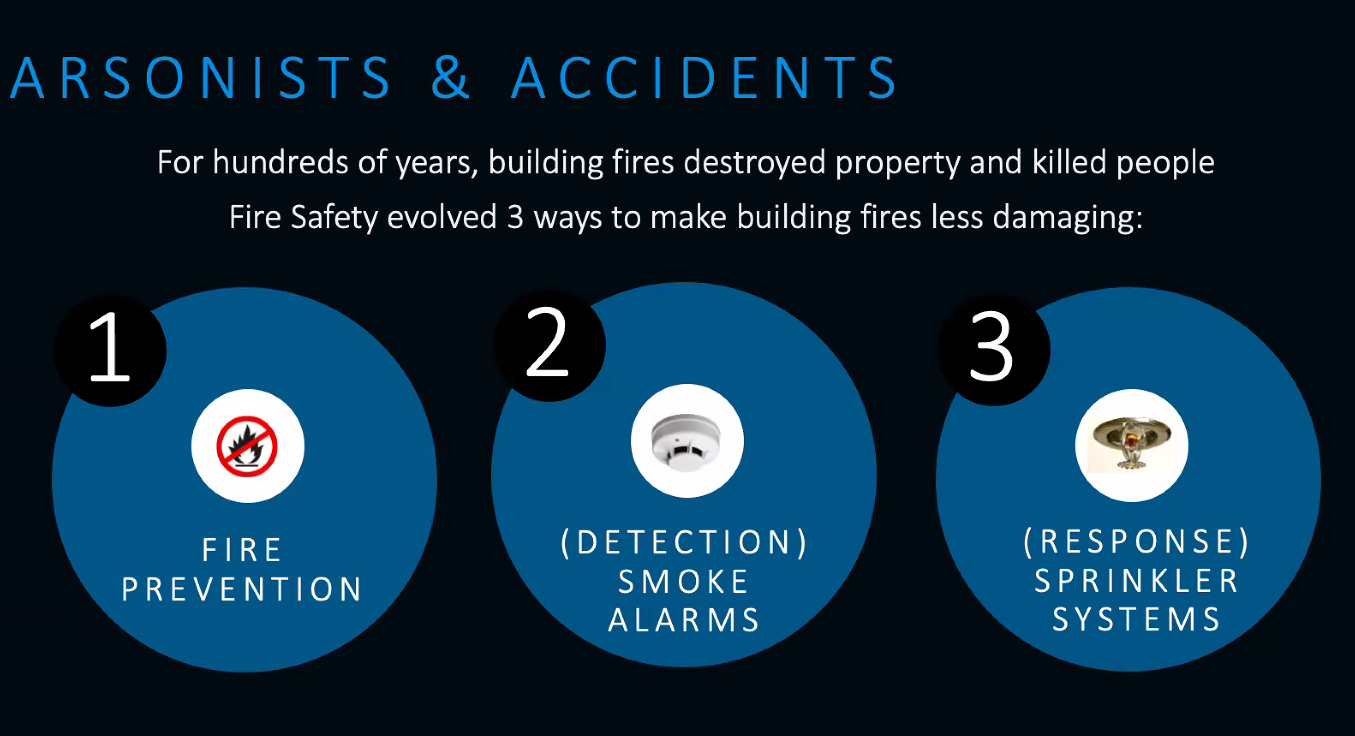 ARSONISTS & ACCIDENTS
For hundreds of years, building fires destroyed property and killed people
Fire Safety evolved 3 ways to make building fires less damaging:
1
FIRE
PREVENTION
2
(DETECTION)
SMOKE
ALARMS
3
(RESPONSE)
SPRINKLER
SYSTEMS